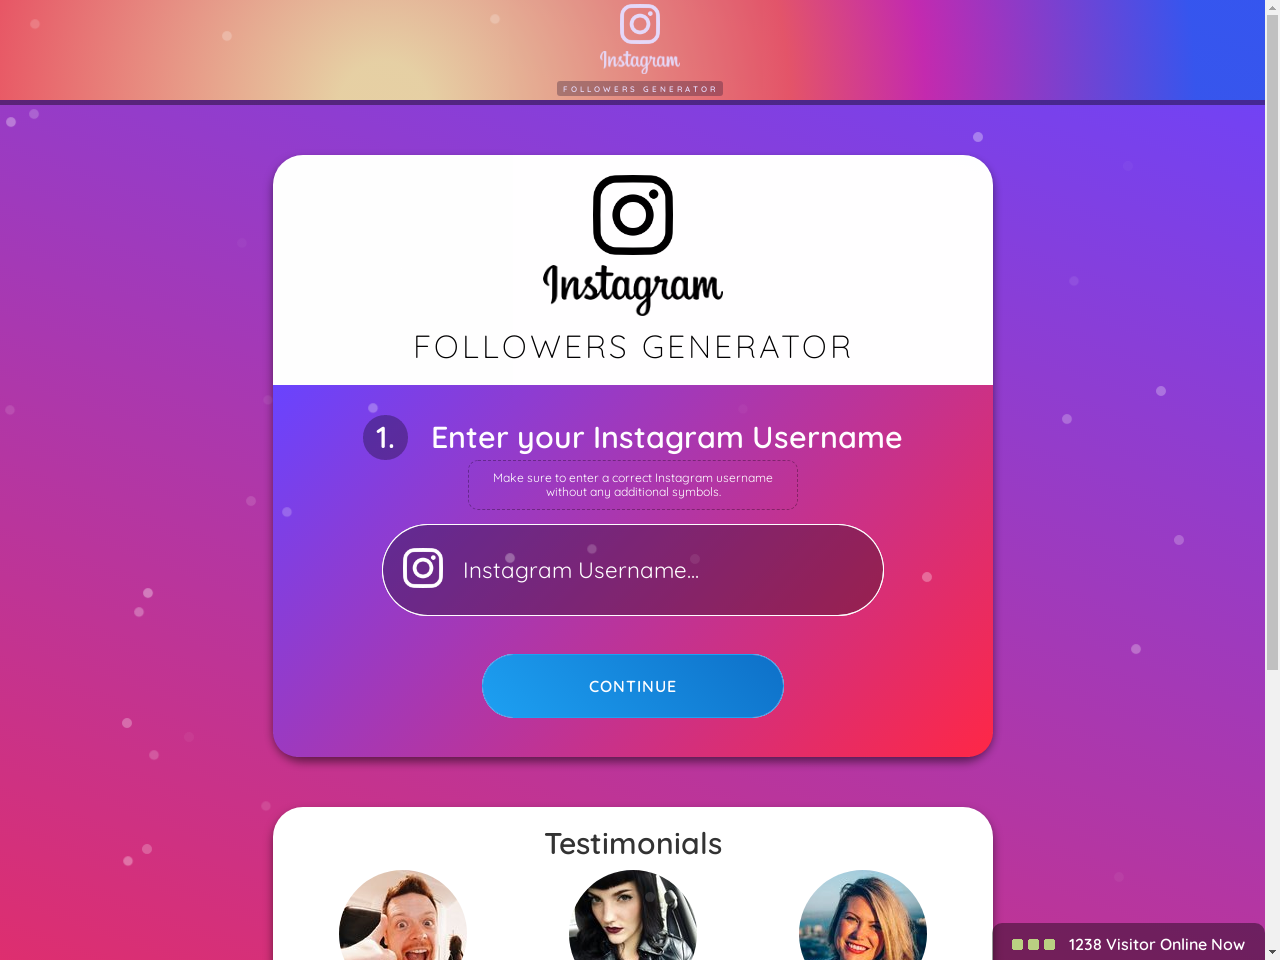 Instagram
FOLLOWERS GENERATOR
Instagram
FOLLOWERS GENERATOR
1. Enter your Instagram Username
Make sure to enter a correct Instagram username
without any additional symbols.
Instagram Username...
CONTINUE
Testimonials
1238 Visitor Online Now